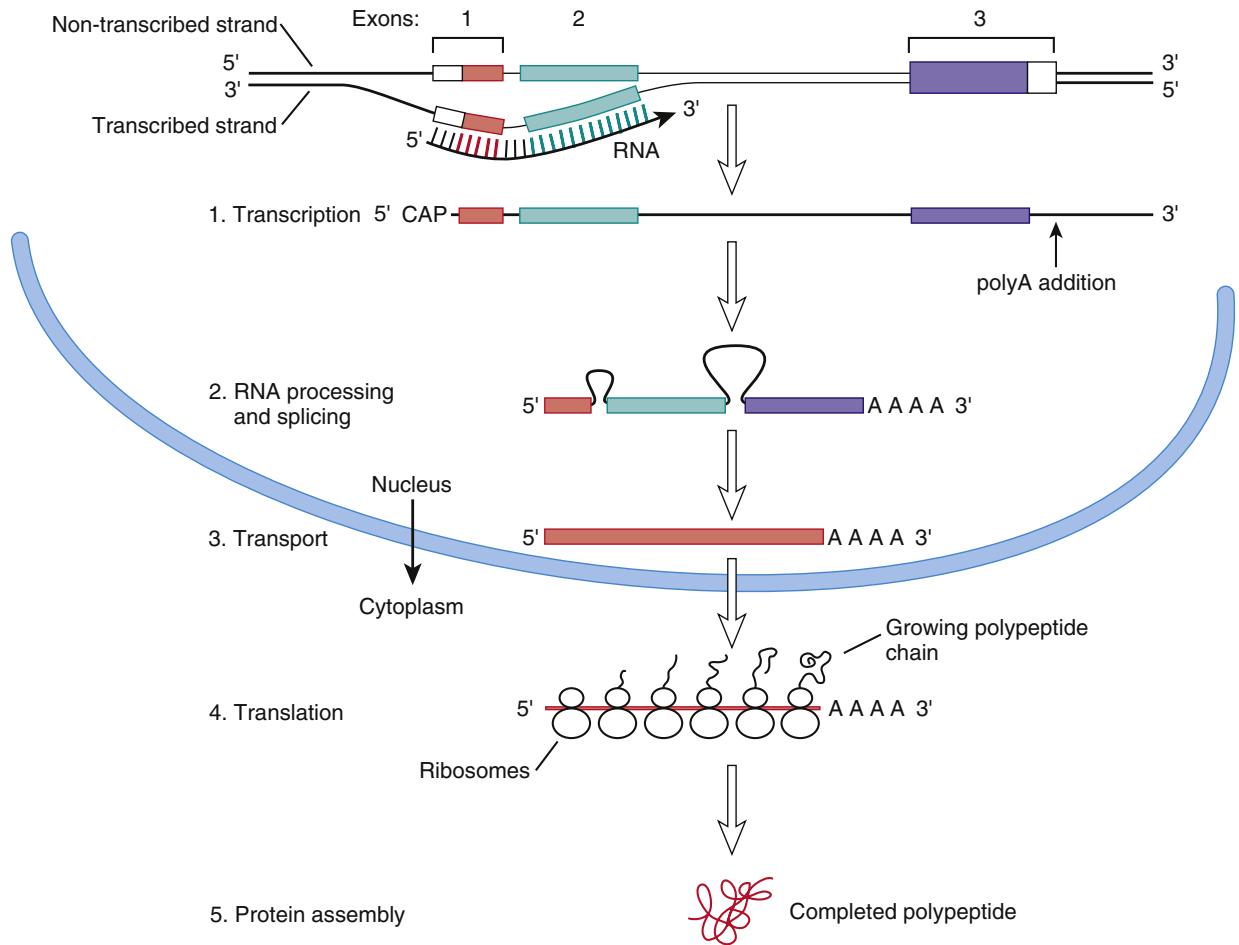 Non-transcribed strand
Exons: 1 2 3
5' 3'
3' 5'
Transcribed strand
5' 3'
RNA
1. Transcription 5' CAP 3'
polyA addition
2. RNA processing
and splicing
5' A A A A 3'
Nucleus
3. Transport
5' A A A A 3'
Cytoplasm
Growing polypeptide
chain
4. Translation
5' A A A A 3'
Ribosomes
5. Protein assembly
Completed polypeptide